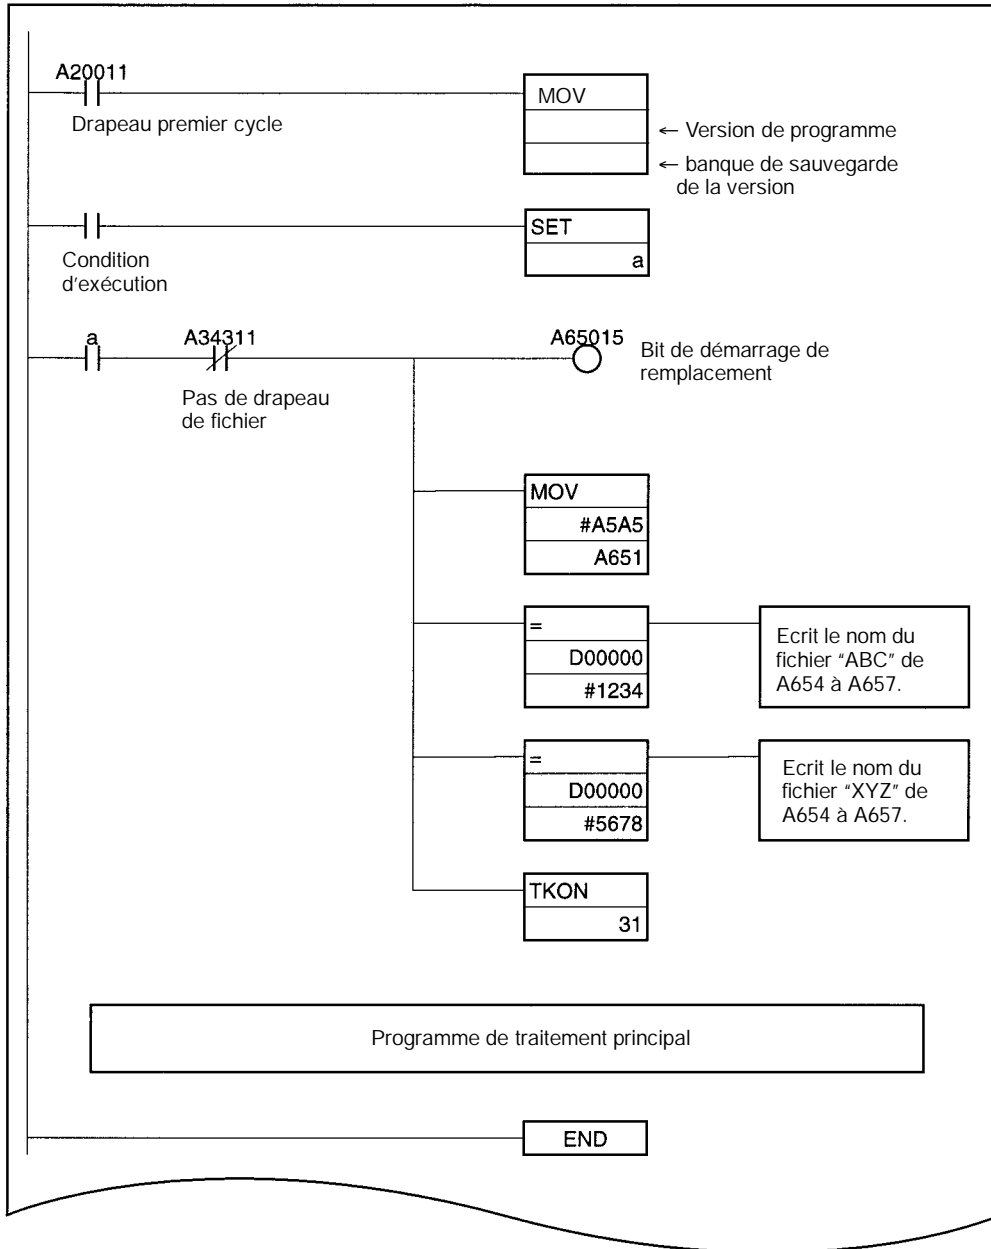 A20011
MOV
Drapeau premier cycle
← Version de programme
← banque de sauvegarde
de la version
SET
a
Condition
d'exécution
a
A34311
A65015
Bit de démarrage de
remplacement
Pas de drapeau
de fichier
MOV
#A5A5
A651
=
D00000
#1234
Ecrit le nom du
fichier "ABC" de
A654 à A657.
=
D00000
#5678
Ecrit le nom du
fichier "XYZ" de
A654 à A657.
TKON
31
Programme de traitement principal
END